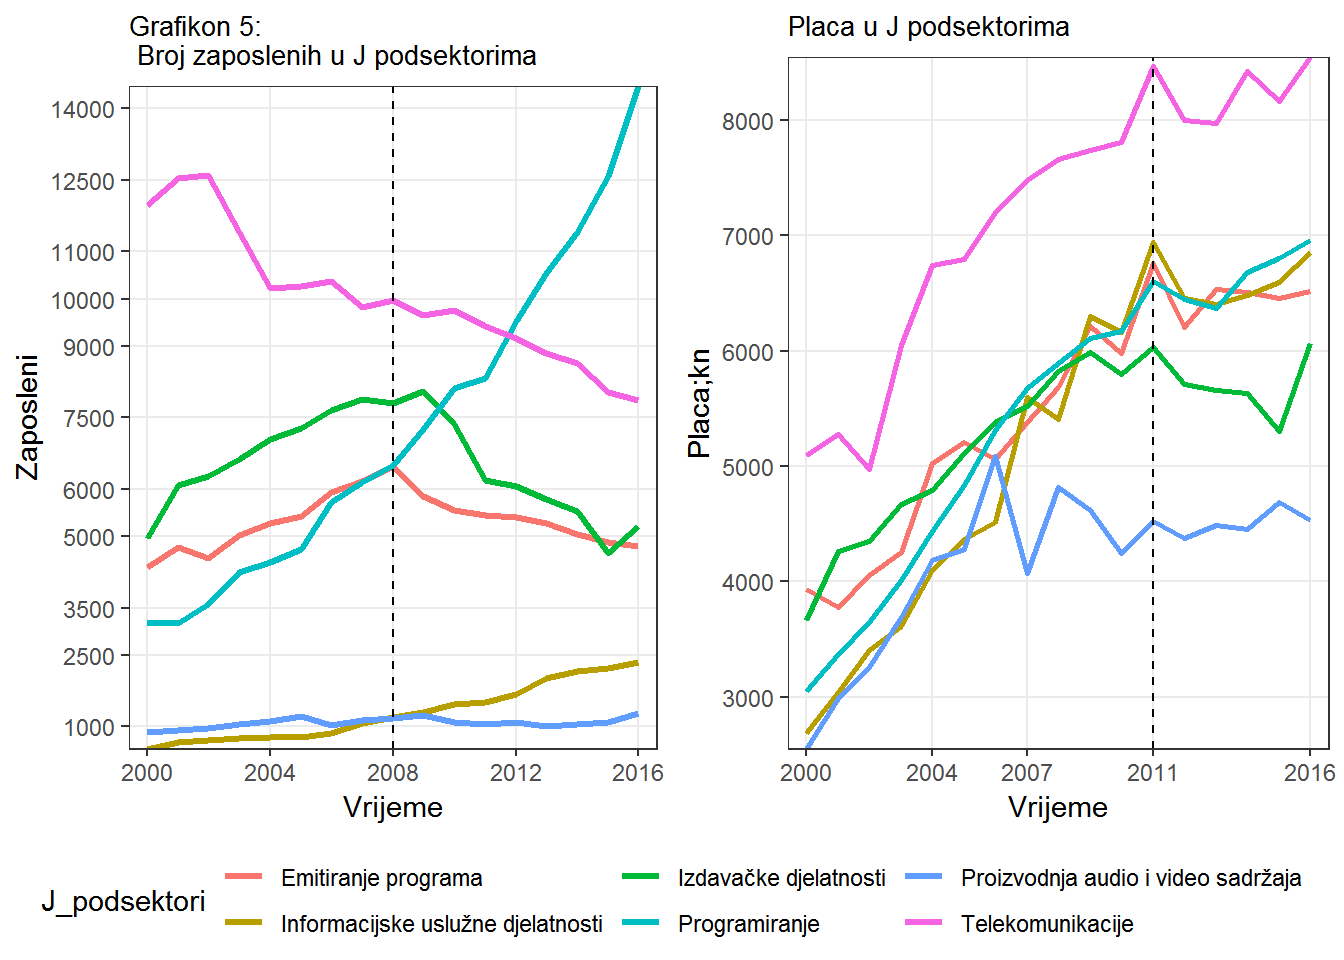 Grafikon 5:
Broj zaposlenih u J podsektorima
Zaposleni
14000
12500
11000
10000
9000
7500
6000
5000
3500
2500
1000
2000 2004 2008 2012 2016
Vrijeme
Placa u J podsektorima
Placa;kn
8000
7000
6000
5000
4000
3000
2000 2004 2007 2011 2016
Vrijeme
J_podsektori
Emitiranje programa
Informacijske uslužne djelatnosti
Izdavačke djelatnosti
Programiranje
Proizvodnja audio i video sadržaja
Telekomunikacije